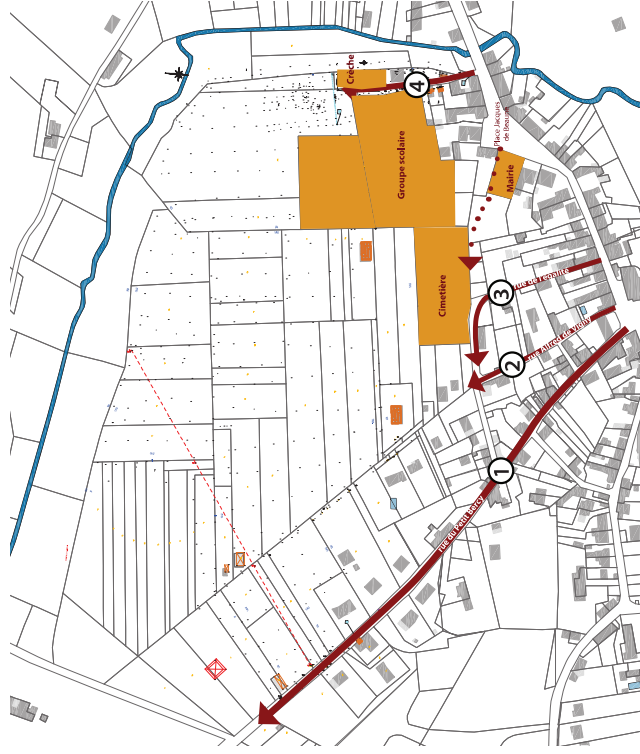 Crèche
4
Groupe scolaire
Place Jacques
de Beaune
Mairie
Cimetière
3
rue de l'égalité
2
rue Alfred de Vigny
1
rue du Petit Bercy